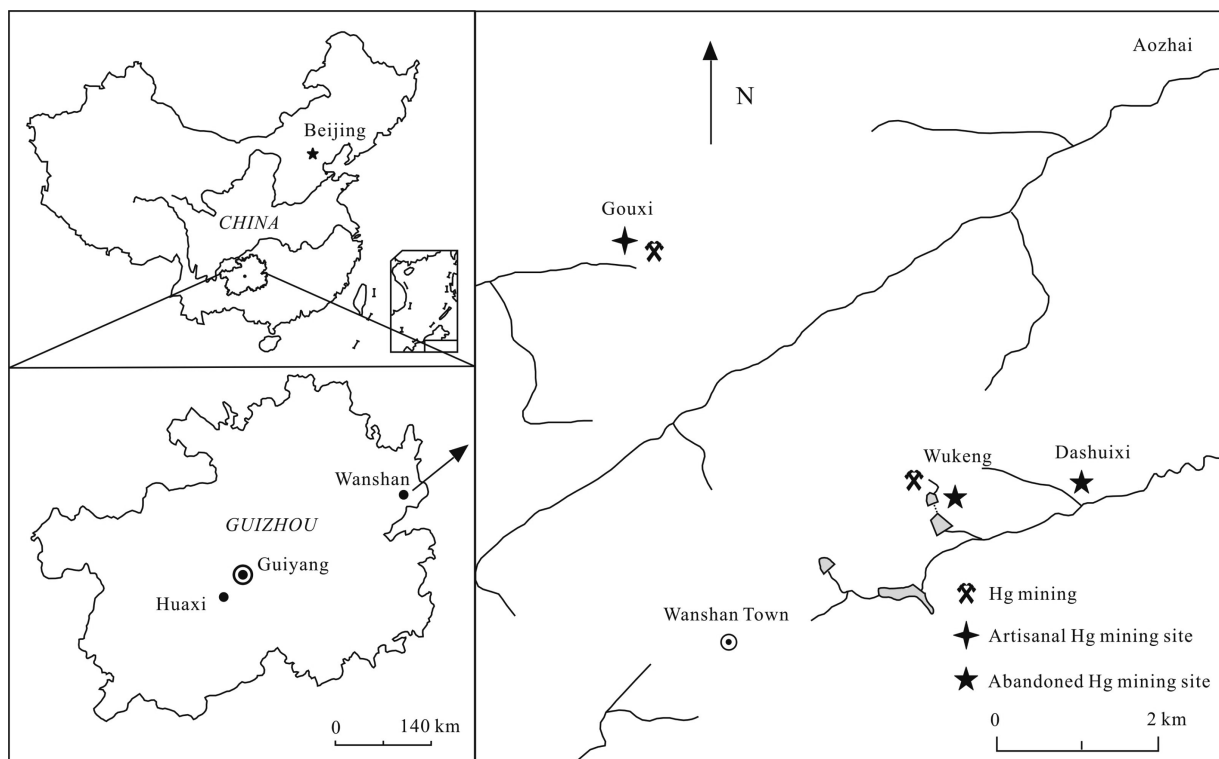 Beijing
CHINA
Wanshan
GUIZHOU
Guiyang
Huaxi
0 140 km
Aozhai
N
Gouxi
Wukeng
Dashuixi
Wanshan Town
Hg mining
Artisanal Hg mining site
Abandoned Hg mining site
0 2 km